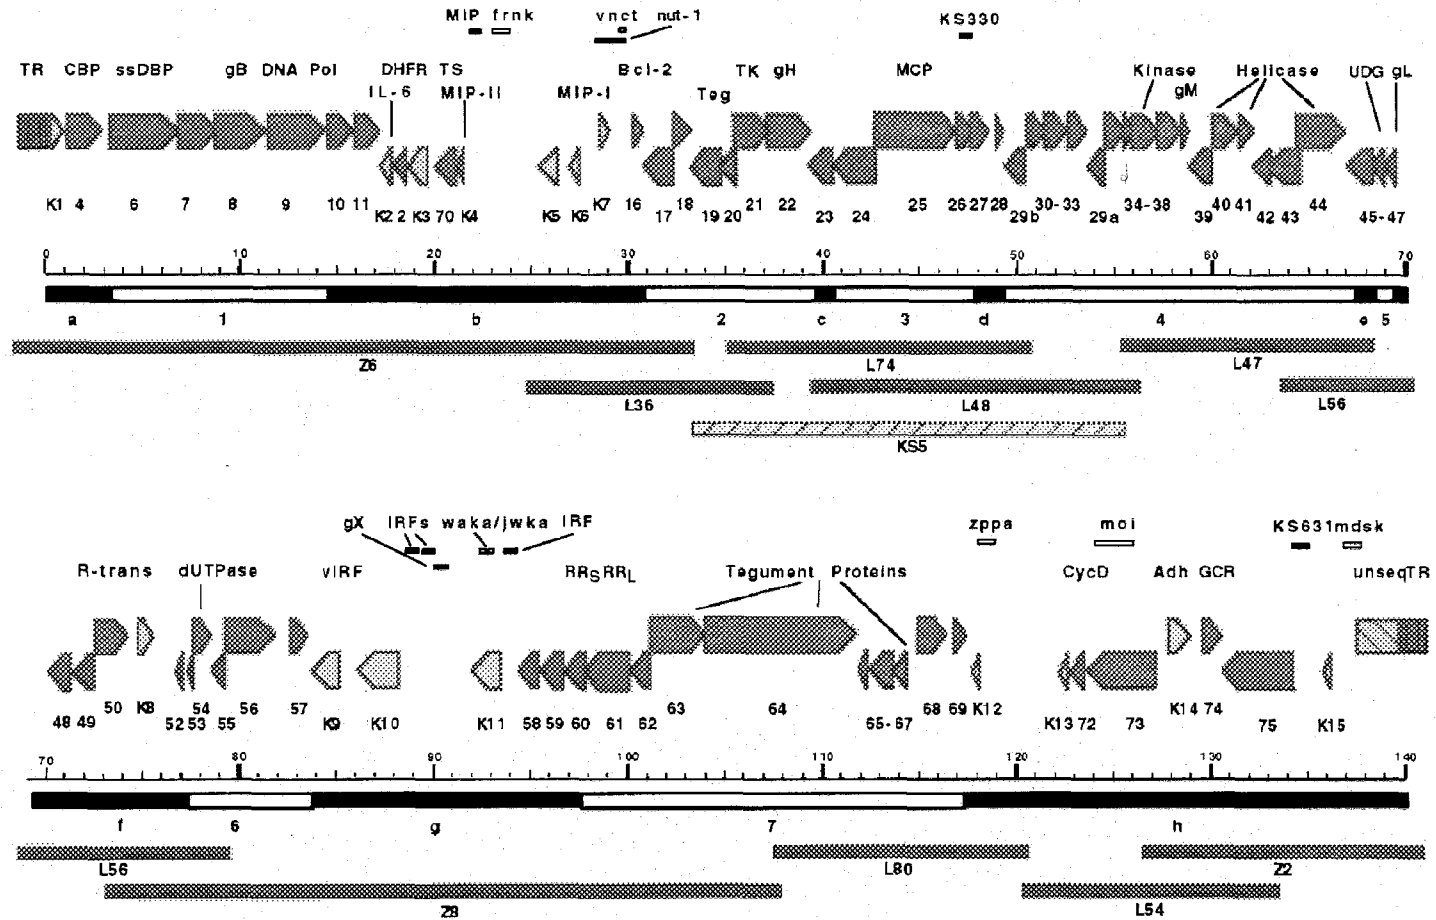 MIP frnk vnct nut-1 KS330
TR CBP ssDBP gB DNA Pol DHFR TS Bcl-2 TK gH MCP Kinase Helicase UDG gL
IL-6 MIP-II MIP-I Teg gM
K1 4 6 7 8 9 10 11 K2 2 K3 70 K4 K5 K6 K7 16 17 18 19 20 21 22 23 24 25 26 27 28 29b 30-33 29a 34-38 39 40 41 42 43 44 45-47
0 10 20 30 40 50 60 70
a 1 b 2 c 3 d 4 e 5
Z6 L74 L47
L36 L48 L56
KS5
gX IRFs waka/jwka IRF zppa moi KS631 mdsk
R-trans dUTPase vIRF RRS RRL Tegument Proteins CycD Adh GCR unseq TR
48 49 50 K8 52 53 54 55 56 57 K9 K10 K11 58 59 60 61 62 63 64 65-67 68 69 K12 K13 72 73 K14 74 75 K15
70 80 90 100 110 120 130 140
f 6 g 7 h
L56 L80 Z2
L54